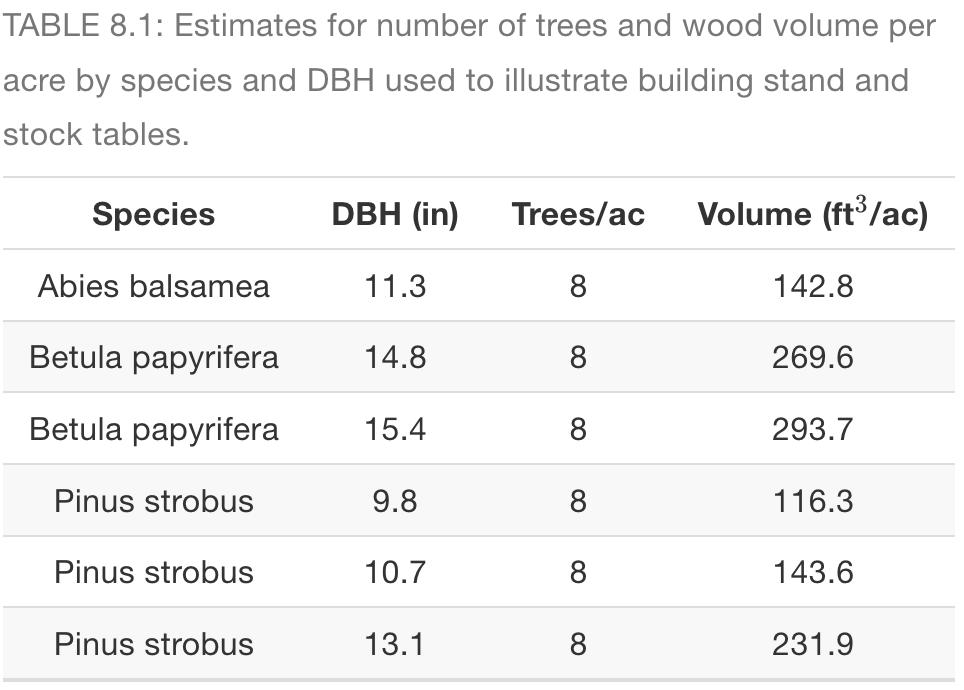 TABLE 8.1: Estimates for number of trees and wood volume per
acre by species and DBH used to illustrate building stand and
stock tables.
Species DBH (in) Trees/ac Volume (ft³/ac)
Abies balsamea 11.3 8 142.8
Betula papyrifera 14.8 8 269.6
Betula papyrifera 15.4 8 293.7
Pinus strobus 9.8 8 116.3
Pinus strobus 10.7 8 143.6
Pinus strobus 13.1 8 231.9